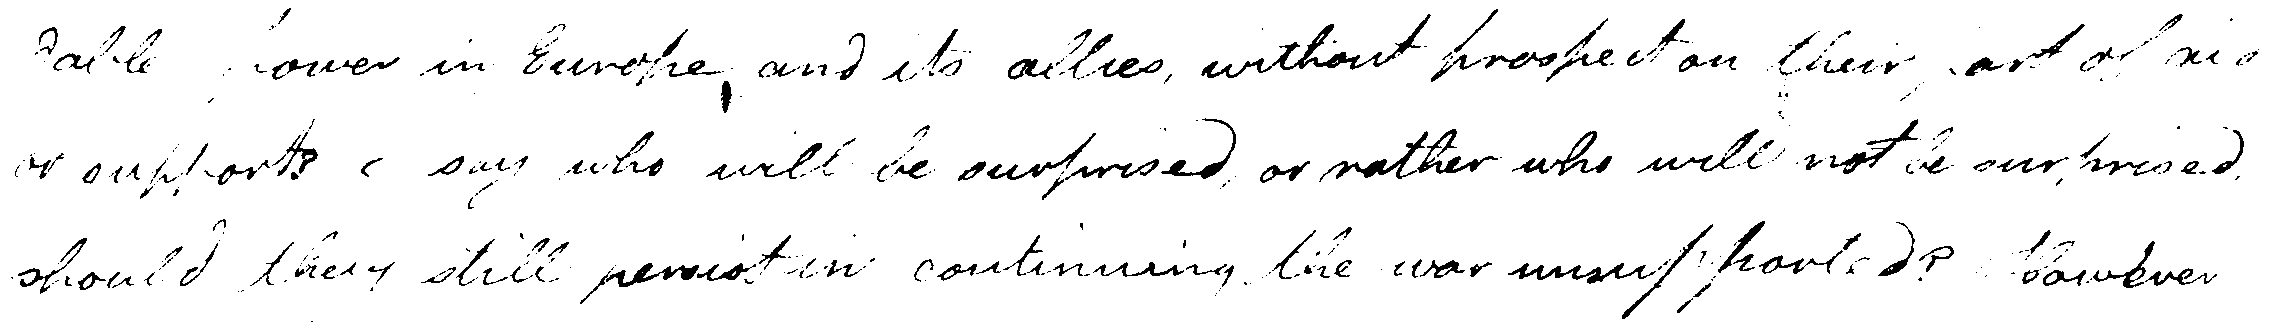 dable power in Europe, and its allies, without prospect on their part of aid
or support? I say who will be surprised, or rather who will not be surprised,
should they still persist in continuing the war unsupported? However